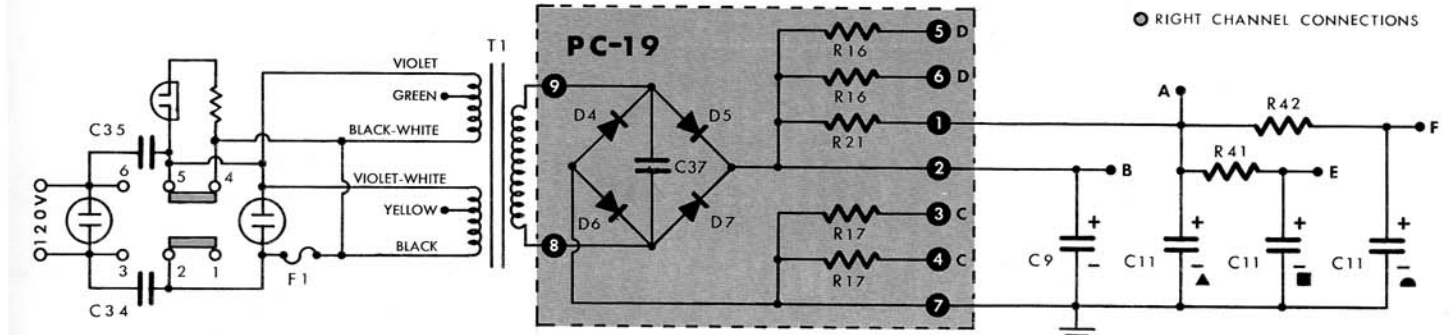 RIGHT CHANNEL CONNECTIONS
T1
PC-19
VIOLET
GREEN
BLACK-WHITE
VIOLET-WHITE
YELLOW
BLACK
C35
6
5
4
120V
3
2
1
C34
F1
9
8
D4
D5
C37
D6
D7
R16
5 D
R16
6 D
R21
1
2
R17
3 C
R17
4 C
7
A
R42
F
R41
E
B
C9
+
−
C11
+
−
C11
+
−
C11
+
−